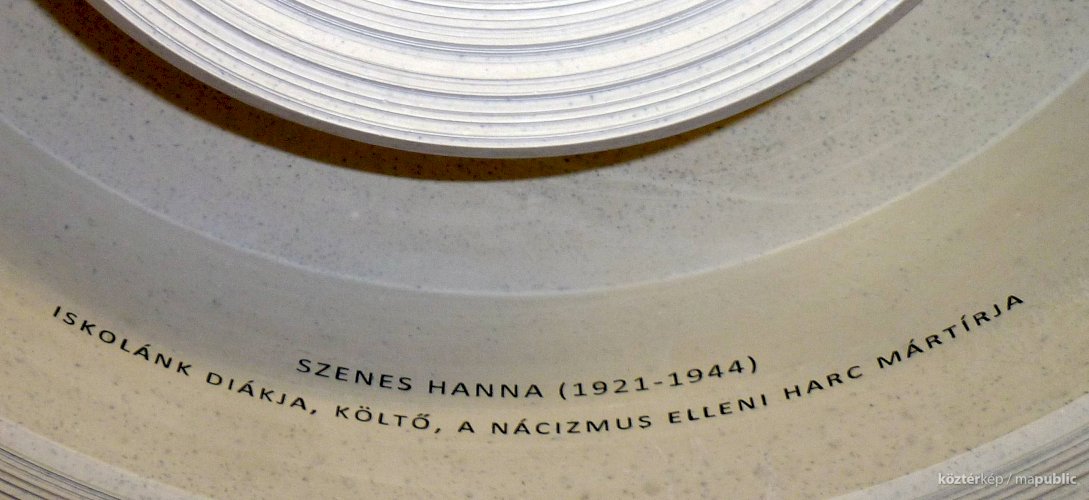 SZENES HANNA (1921-1944)
ISKOLÁNK DIÁKJA, KÖLTŐ, A NÁCIZMUS ELLENI HARC MÁRTÍRJA
köztérkép / mapublic